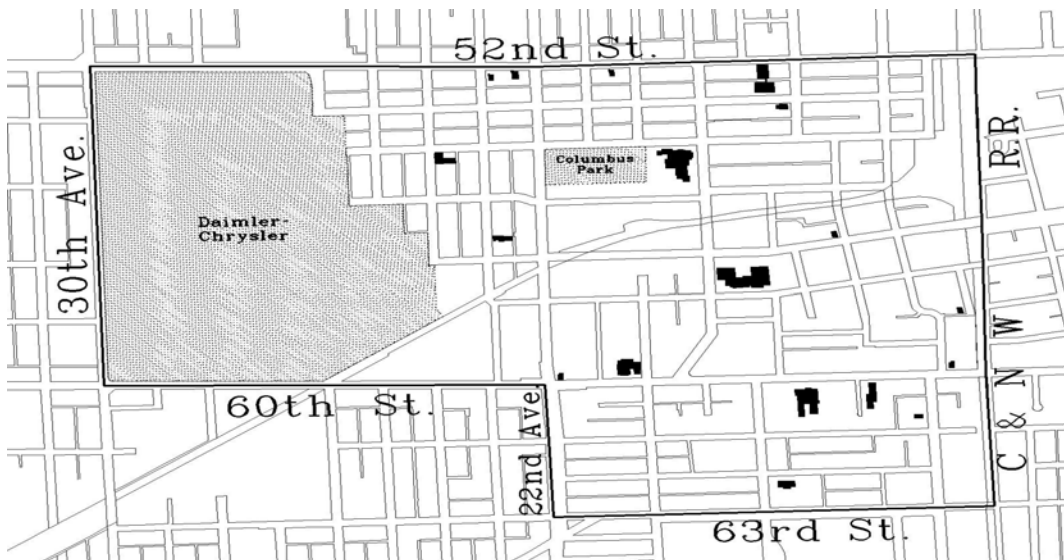 52nd St.
30th Ave.
Daimler-
Chrysler
Columbus
Park
C & N W R.R.
60th St.
22nd Ave
63rd St.